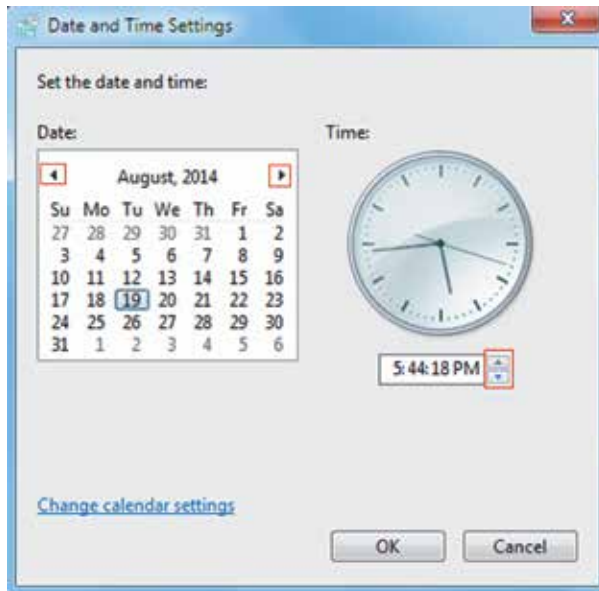 Date and Time Settings
Set the date and time:
Date:
Time:
August, 2014
Su Mo Tu We Th Fr Sa
27 28 29 30 31 1 2
3 4 5 6 7 8 9
10 11 12 13 14 15 16
17 18 19 20 21 22 23
24 25 26 27 28 29 30
31 1 2 3 4 5 6
5:44:18 PM
Change calendar settings
OK Cancel